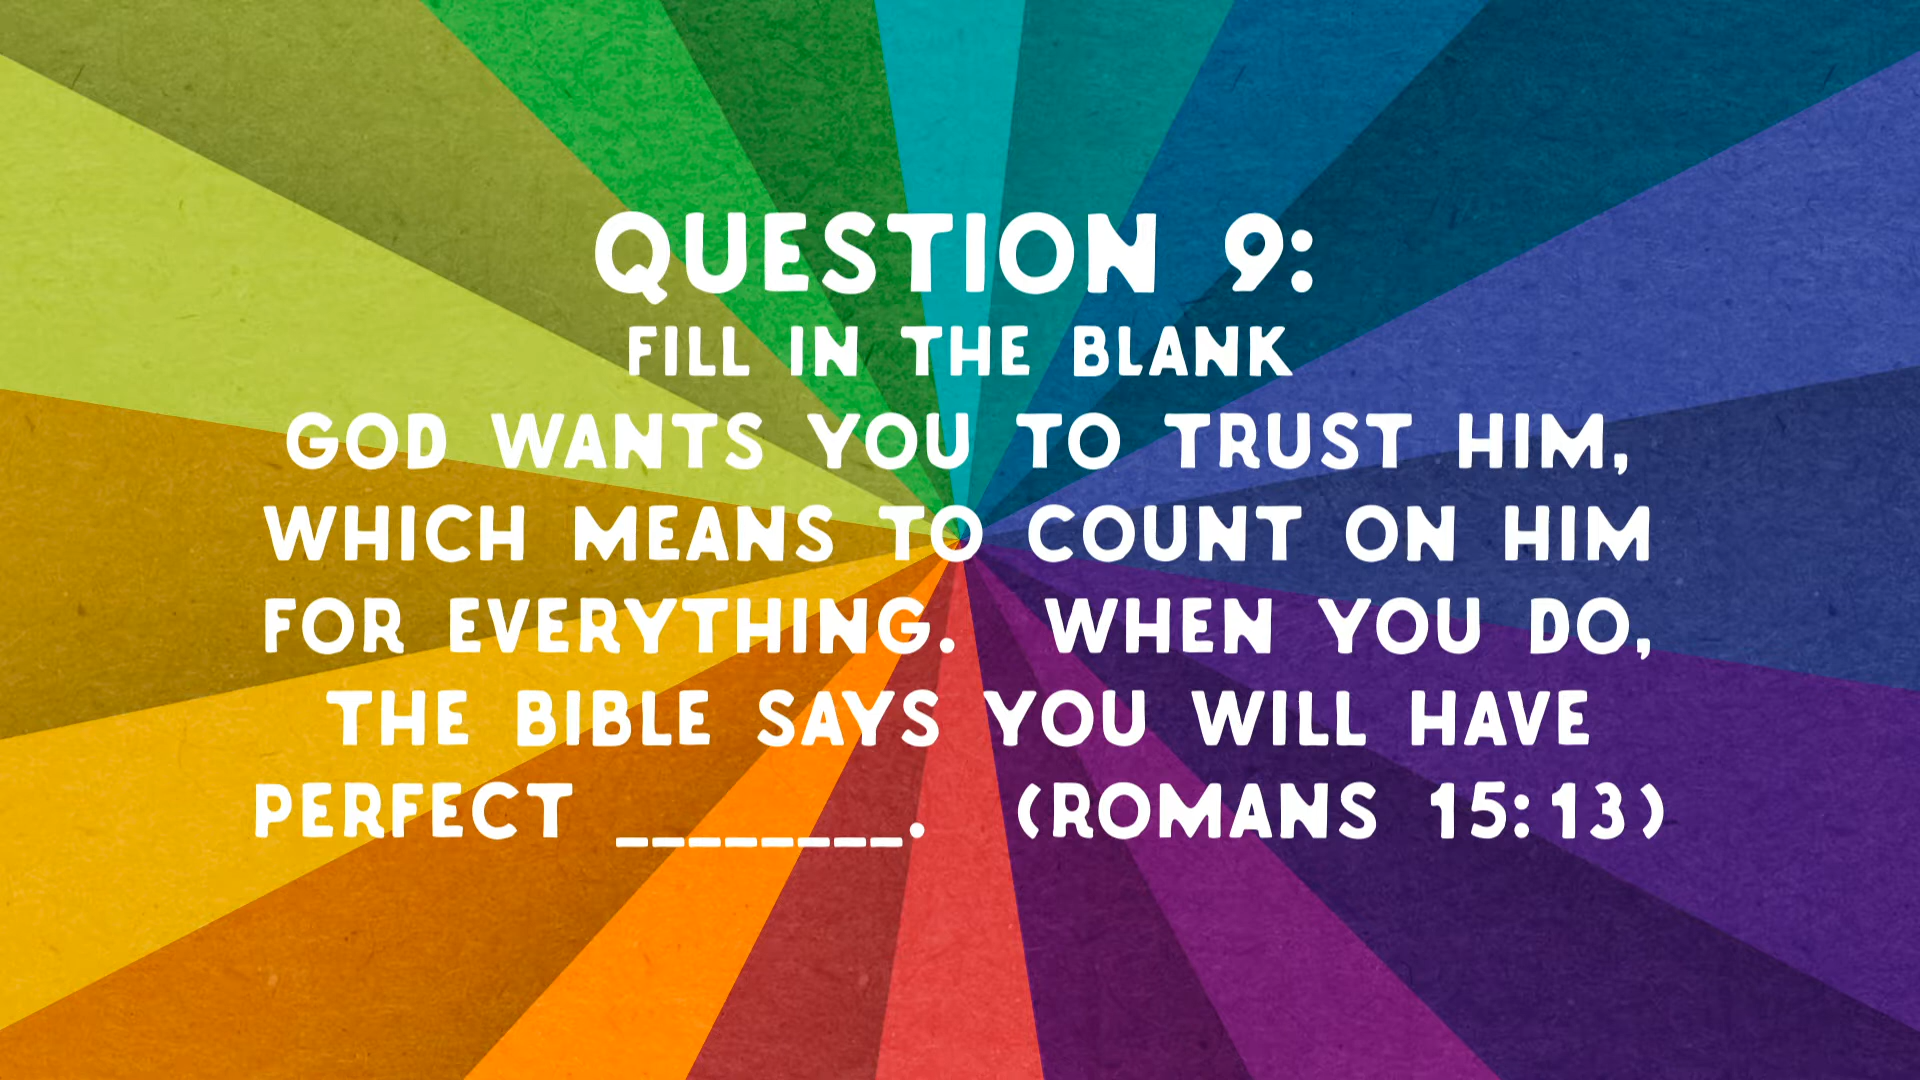 QUESTION 9:
FILL IN THE BLANK
GOD WANTS YOU TO TRUST HIM,
WHICH MEANS TO COUNT ON HIM
FOR EVERYTHING. WHEN YOU DO,
THE BIBLE SAYS YOU WILL HAVE
PERFECT ________. (ROMANS 15:13)